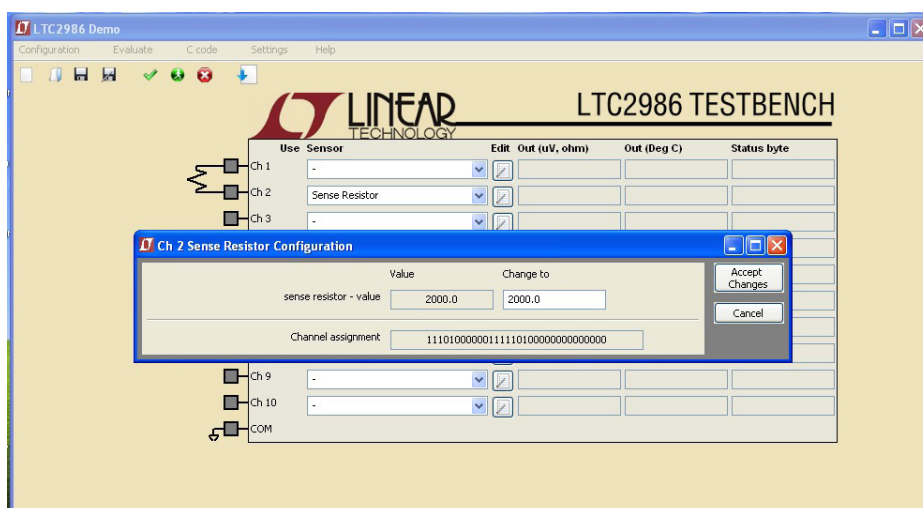 LTC2986 Demo
Configuration Evaluate C code Settings Help
LINEAR TECHNOLOGY
LTC2986 TESTBENCH
Use Sensor Edit Out (uV, ohm) Out (Deg C) Status byte
Ch 1 -
Ch 2 Sense Resistor
Ch 3 -
Ch 2 Sense Resistor Configuration
Value Change to
sense resistor - value 2000.0 2000.0
Accept Changes
Cancel
Channel assignment 11101000000111110100000000000000
Ch 9 -
Ch 10 -
COM